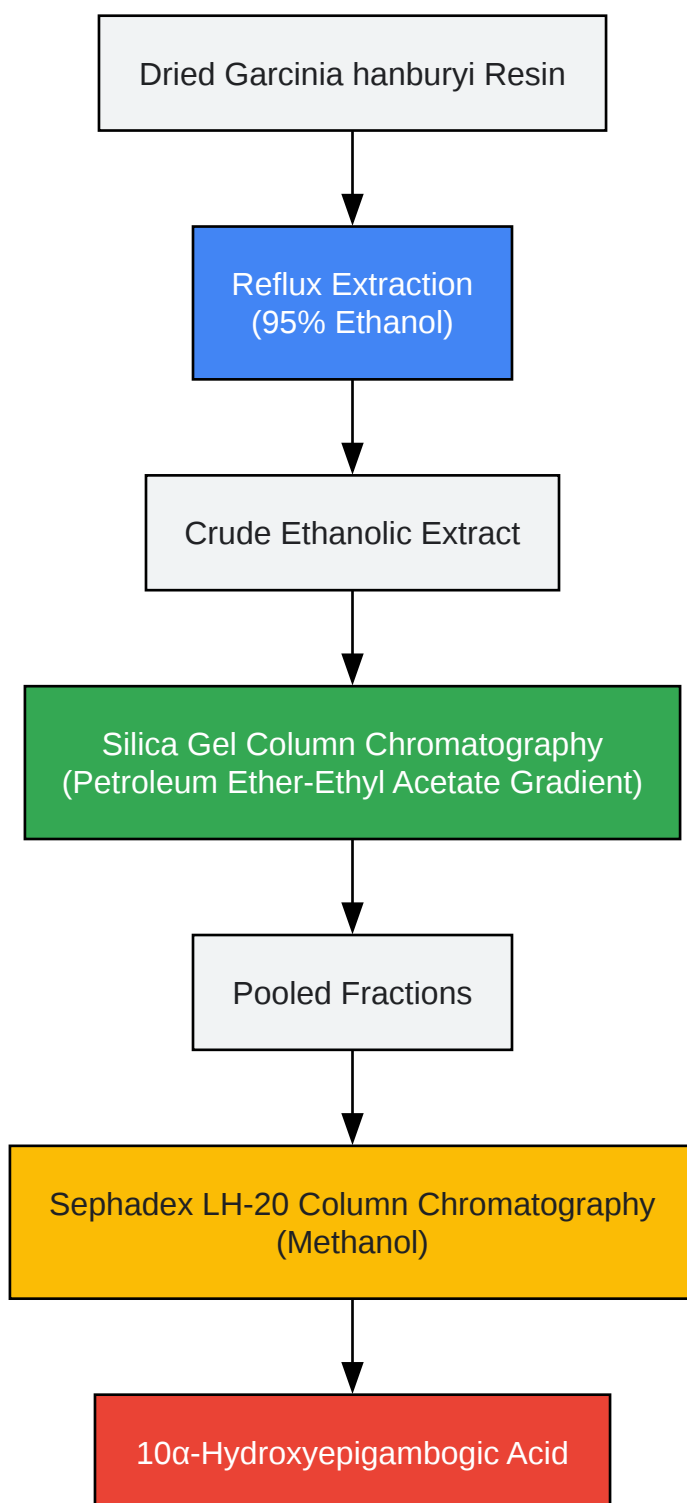 Dried Garcinia hanburyi Resin
Reflux Extraction
(95% Ethanol)
Crude Ethanolic Extract
Silica Gel Column Chromatography
(Petroleum Ether-Ethyl Acetate Gradient)
Pooled Fractions
Sephadex LH-20 Column Chromatography
(Methanol)
10α-Hydroxyepigambogic Acid